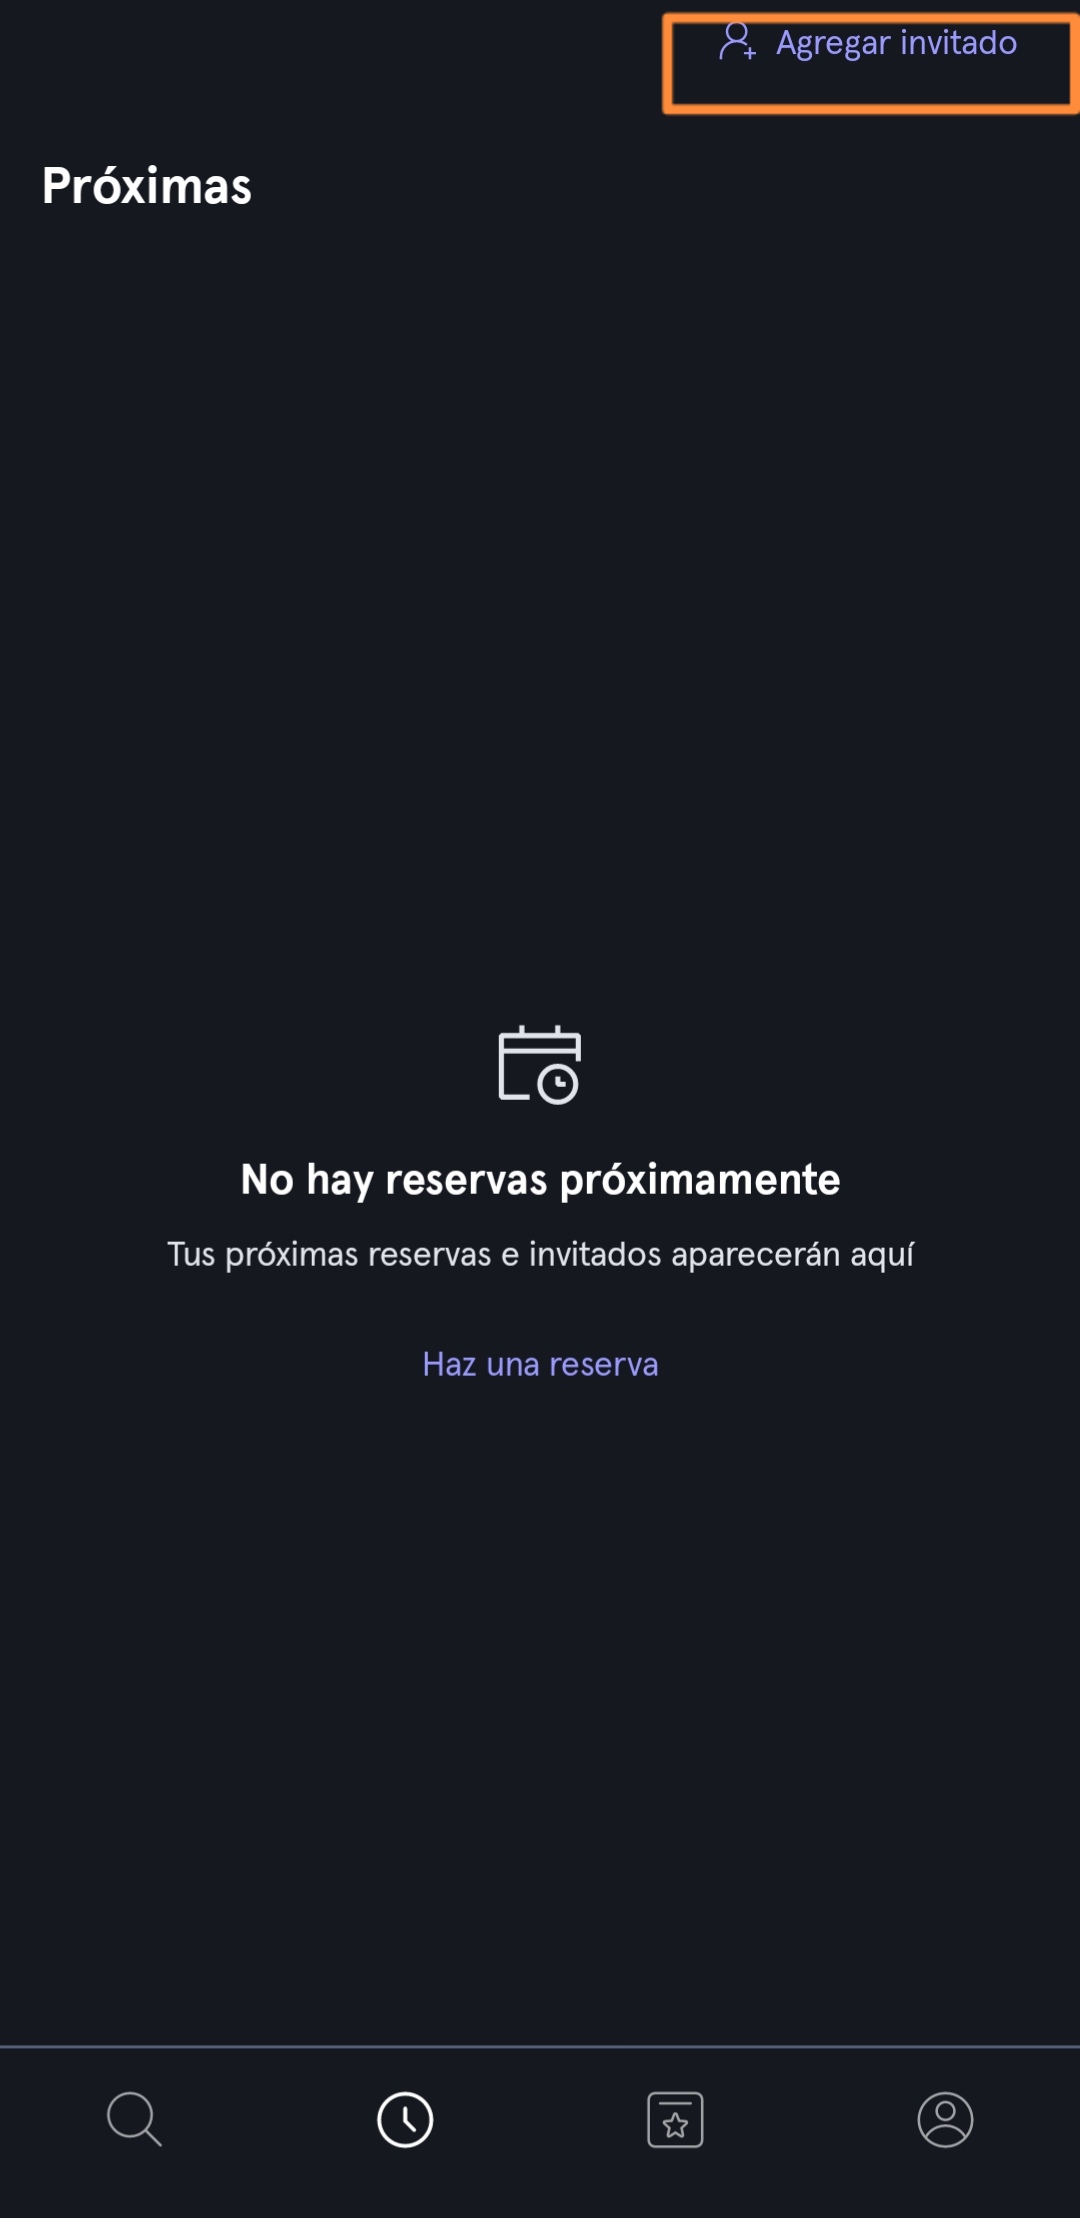 Agregar invitado
Próximas
No hay reservas próximamente
Tus próximas reservas e invitados aparecerán aquí
Haz una reserva